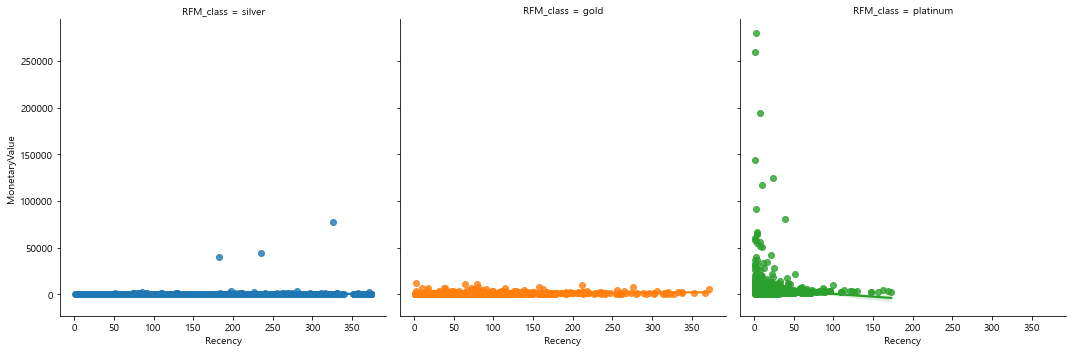 RFM_class = silver
RFM_class = gold
RFM_class = platinum
MonetaryValue
250000
200000
150000
100000
50000
0
0 50 100 150 200 250 300 350
0 50 100 150 200 250 300 350
0 50 100 150 200 250 300 350
Recency
Recency
Recency